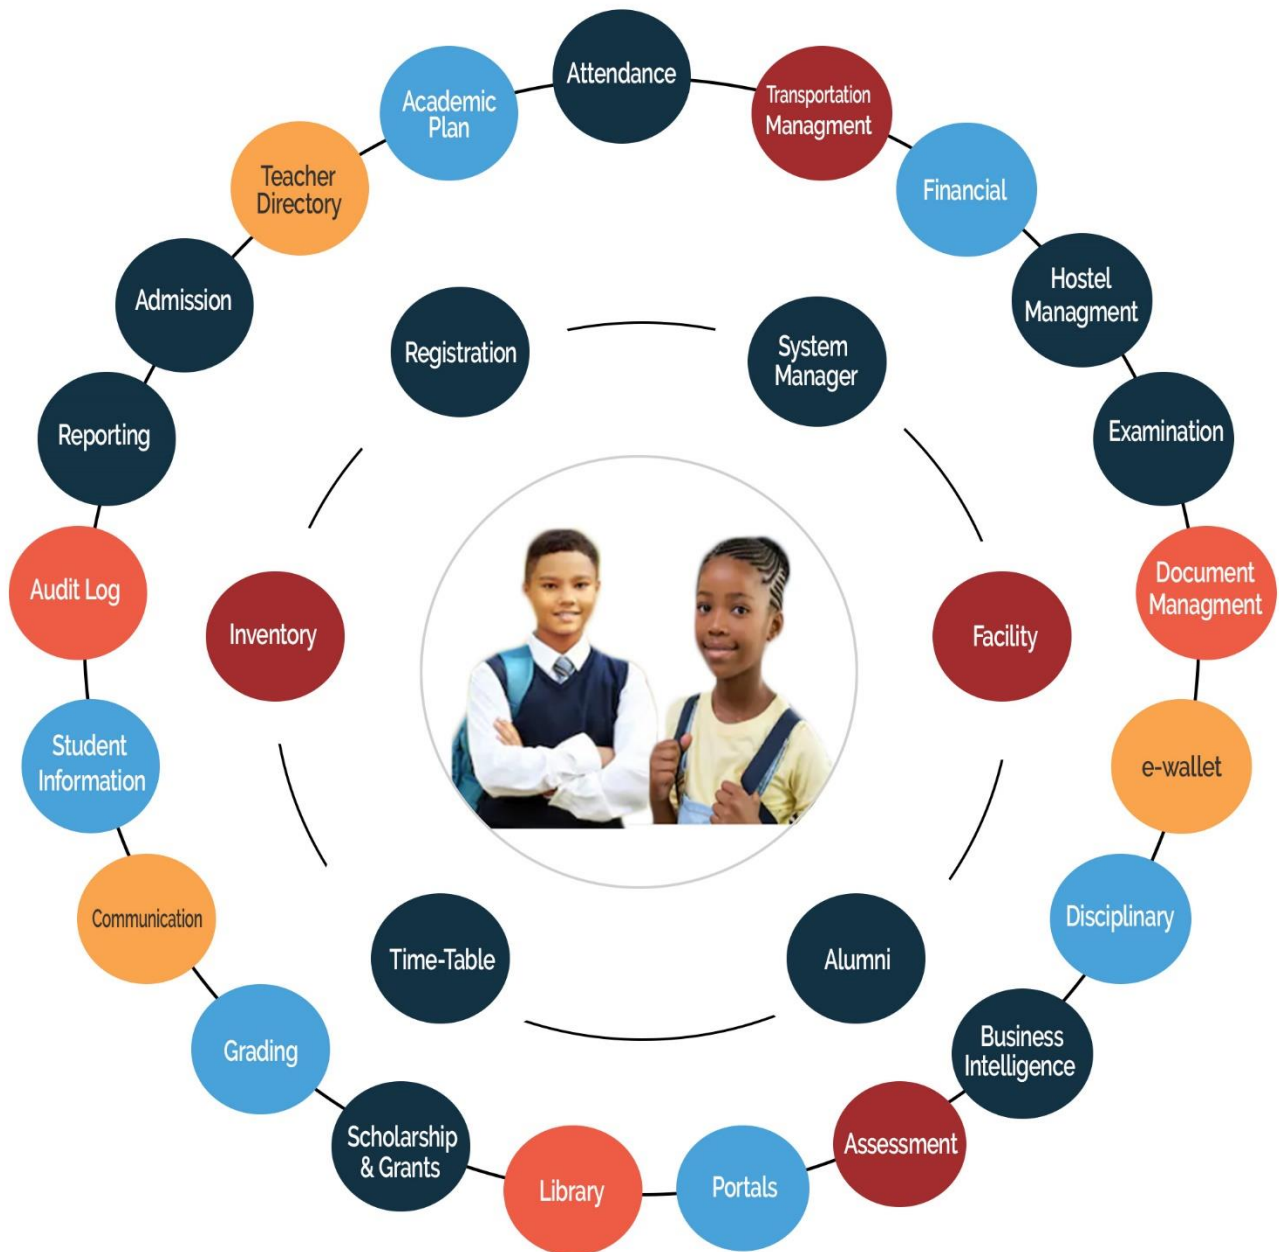 Attendance
Transportation
Managment
Financial
Hostel
Managment
Examination
Document
Managment
e-wallet
Disciplinary
Business
Intelligence
Assessment
Portals
Library
Scholarship
& Grants
Grading
Communication
Student
Information
Audit Log
Reporting
Admission
Teacher
Directory
Academic
Plan
Registration
System
Manager
Facility
Alumni
Time-Table
Inventory